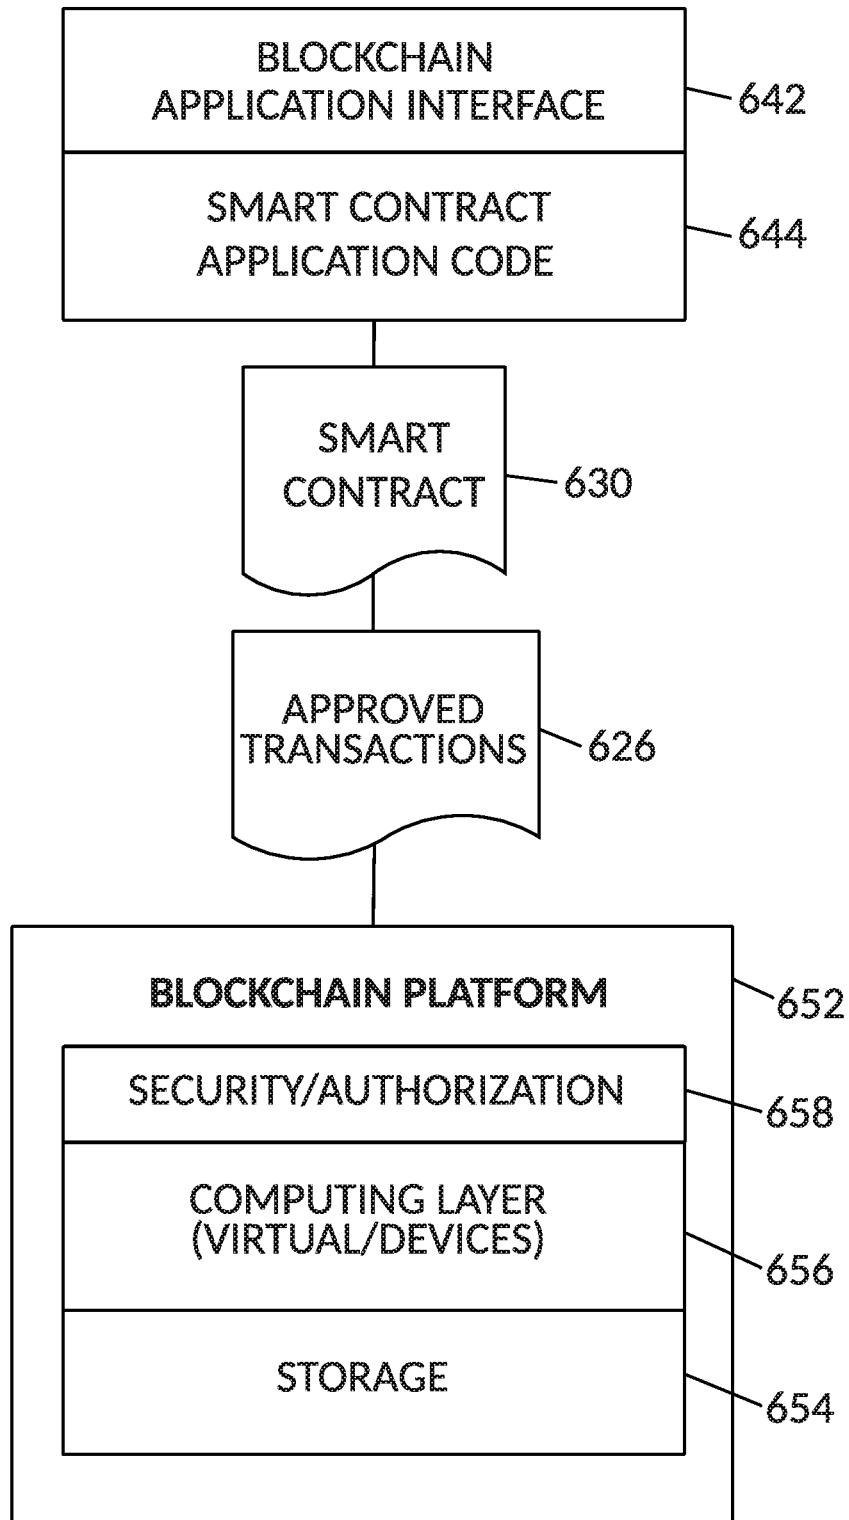 BLOCKCHAIN
APPLICATION INTERFACE
642
SMART CONTRACT
APPLICATION CODE
644
SMART
CONTRACT
630
APPROVED
TRANSACTIONS
626
BLOCKCHAIN PLATFORM
652
SECURITY/AUTHORIZATION
658
COMPUTING LAYER
(VIRTUAL/DEVICES)
656
STORAGE
654